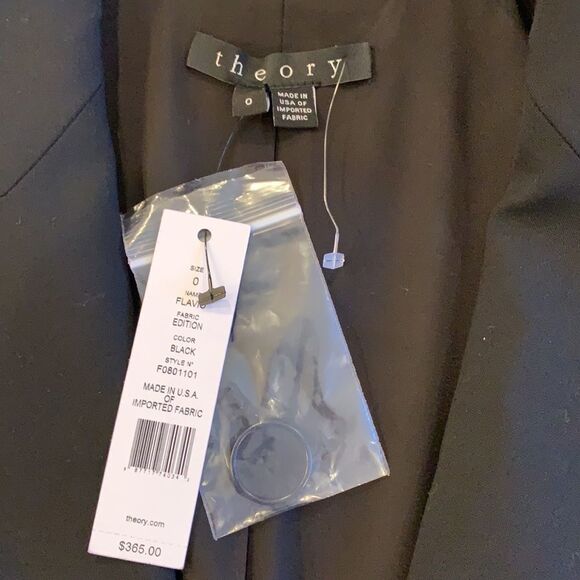 theory
0
MADE IN
USA OF
IMPORTED
FABRIC
SIZE
0
NAME
FABRIC
EDITION
COLOR
BLACK
STYLE N°
F0801101
MADE IN U.S.A.
OF
IMPORTED FABRIC
theory.com
$365.00